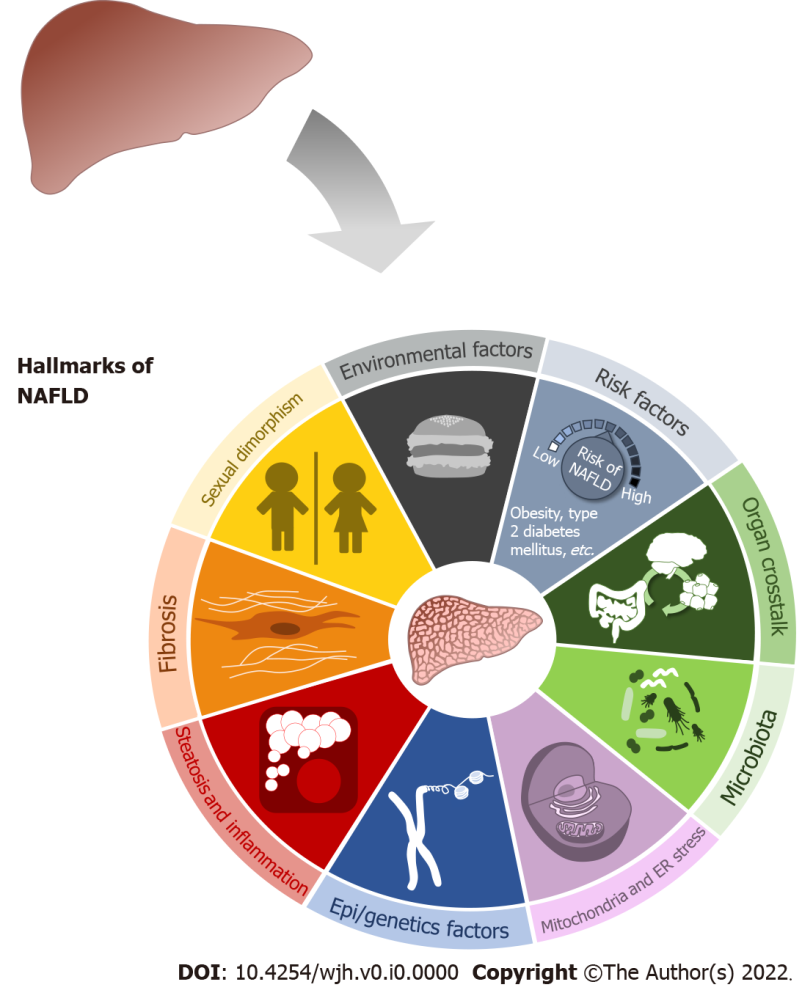 Hallmarks of
NAFLD
Environmental factors
Risk factors
Low
Risk of
NAFLD
High
Obesity, type
2 diabetes
mellitus, etc.
Organ crosstalk
Microbiota
Mitochondria and ER stress
Epi/genetics factors
Steatosis and inflammation
Fibrosis
Sexual dimorphism
DOI: 10.4254/wjh.v0.i0.0000 Copyright ©The Author(s) 2022.